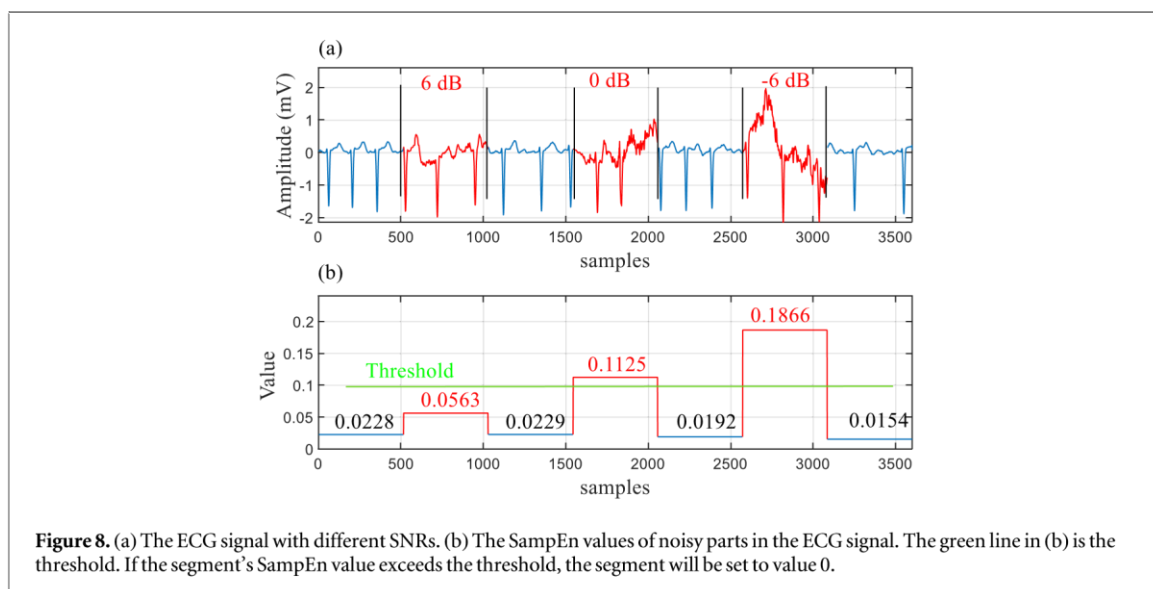 (a)
6 dB
0 dB
-6 dB
Amplitude (mV)
2
1
0
-1
-2
0
500
1000
1500
2000
2500
3000
3500
samples
(b)
Value
0.2
0.15
0.1
0.05
0
Threshold
0.0228
0.0563
0.0229
0.1125
0.0192
0.1866
0.0154
0
500
1000
1500
2000
2500
3000
3500
samples
Figure 8. (a) The ECG signal with different SNRs. (b) The SampEn values of noisy parts in the ECG signal. The green line in (b) is the
threshold. If the segment's SampEn value exceeds the threshold, the segment will be set to value 0.